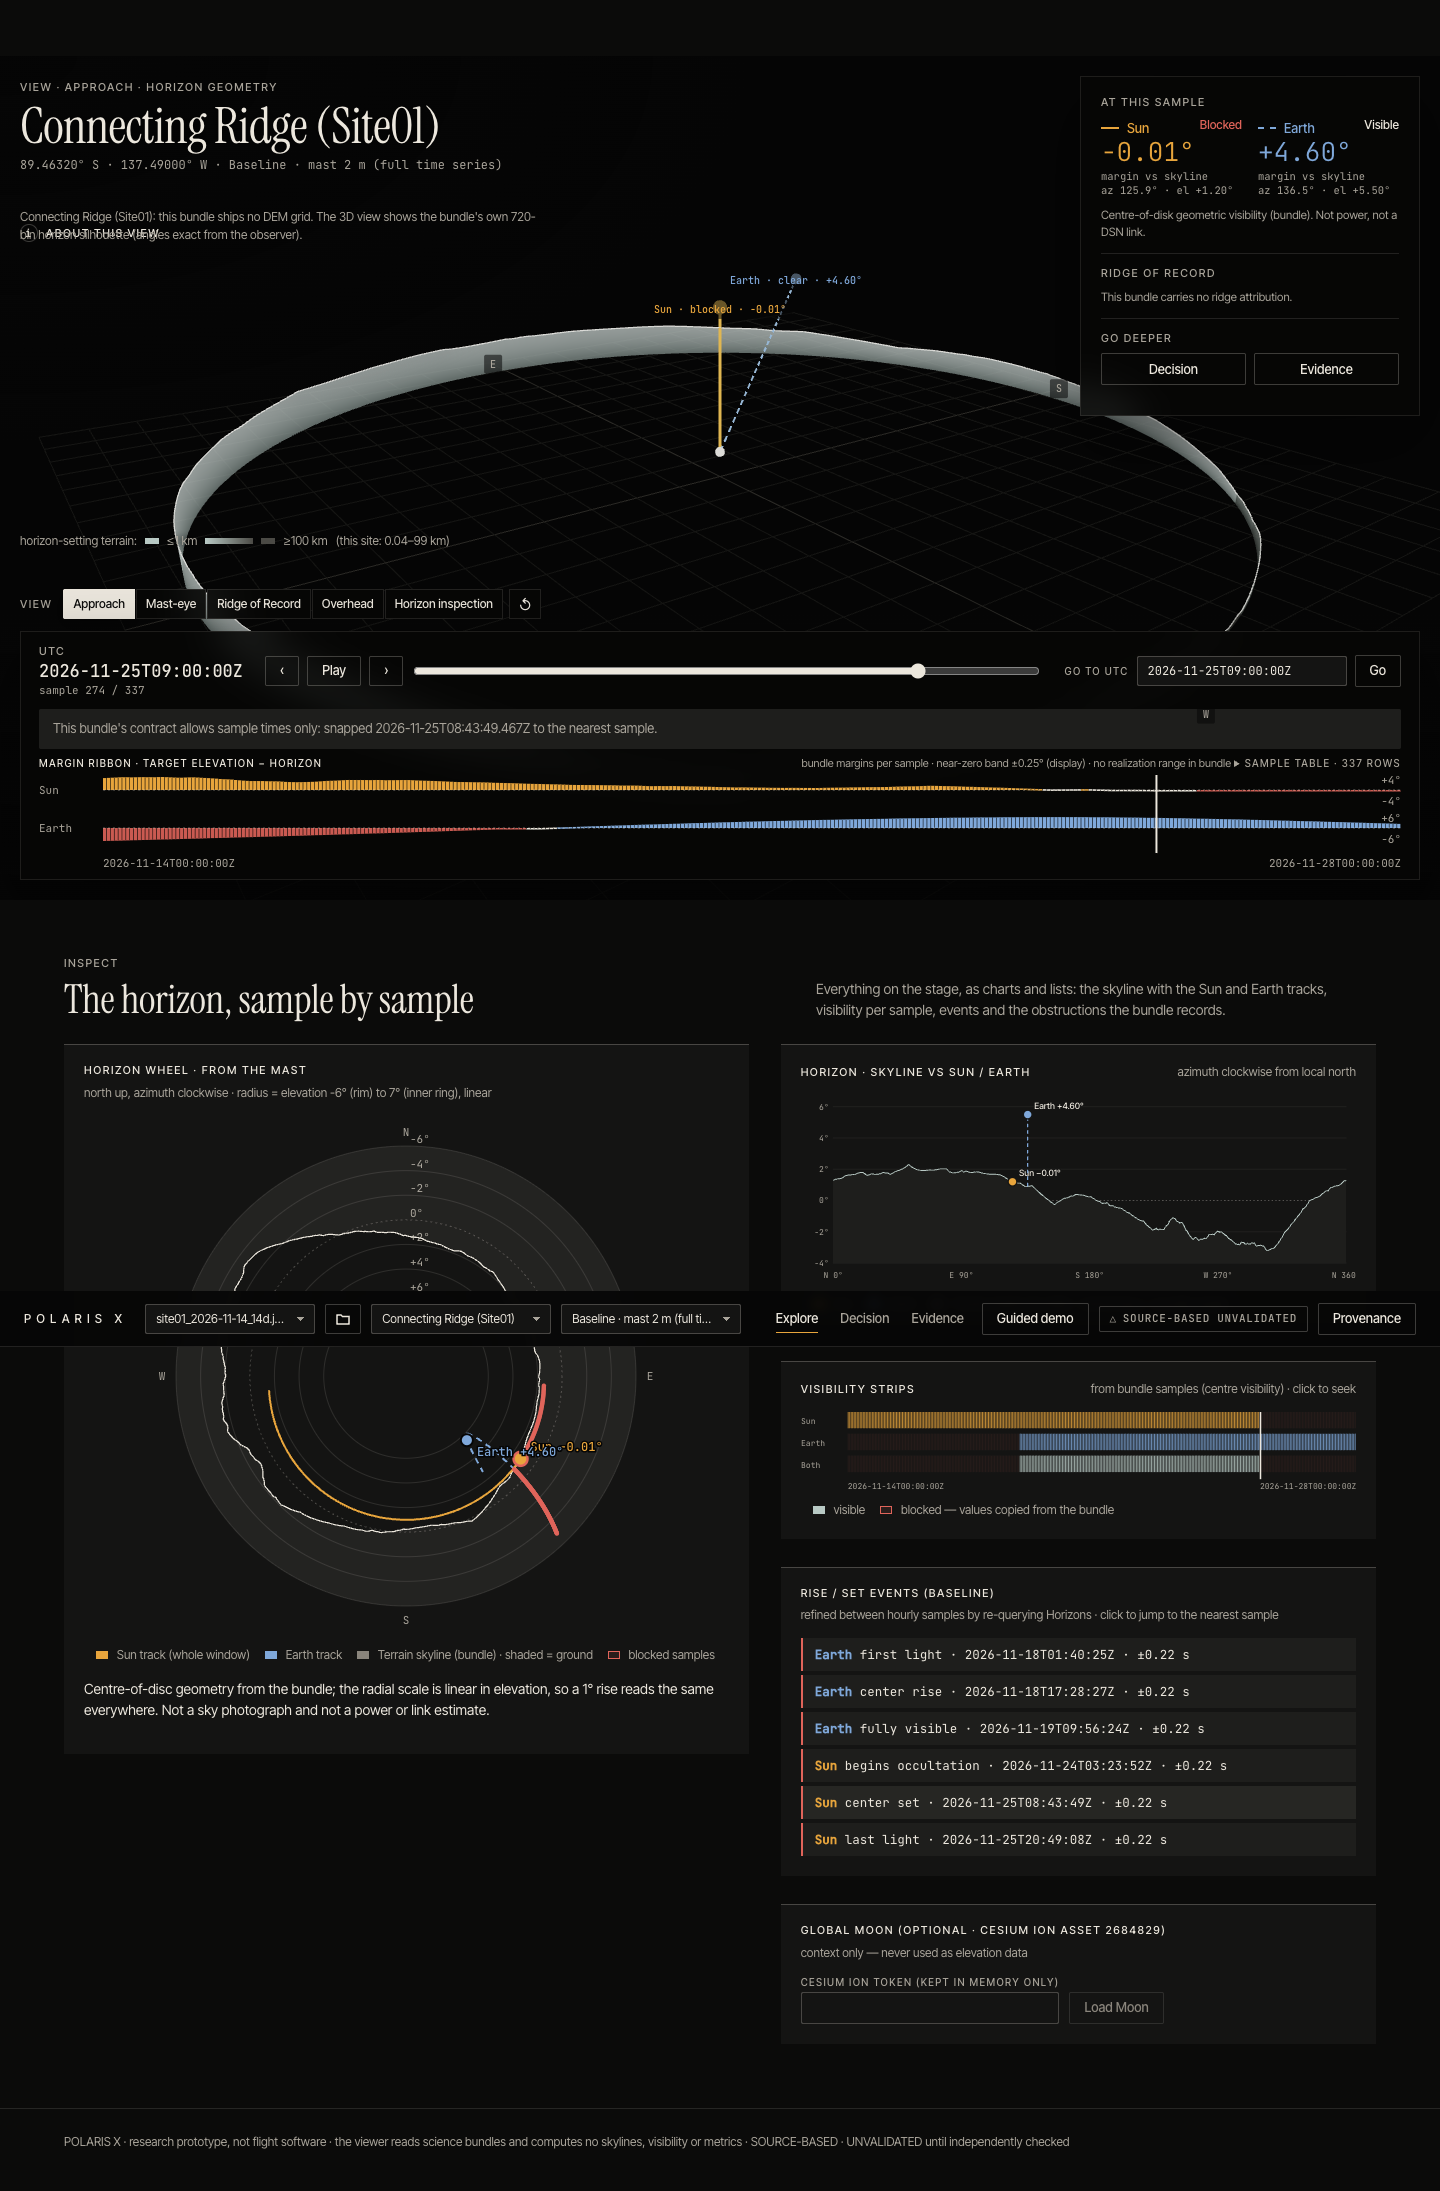 VIEW · APPROACH · HORIZON GEOMETRY
Connecting Ridge (Site01)
89.46320° S · 137.49000° W · Baseline · mast 2 m (full time series)
Connecting Ridge (Site01): this bundle ships no DEM grid. The 3D view shows the bundle's own 720-
bin horizon silhouette (angles exact from the observer).
ABOUT THIS VIEW
AT THIS SAMPLE
Sun Blocked
-0.01°
margin vs skyline
az 125.9° · el +1.20°
Earth Visible
+4.60°
margin vs skyline
az 136.5° · el +5.50°
Centre-of-disk geometric visibility (bundle). Not power, not a
DSN link.
RIDGE OF RECORD
This bundle carries no ridge attribution.
GO DEEPER
Decision
Evidence
Earth · clear · +4.60°
Sun · blocked · -0.01°
E
S
horizon-setting terrain: km ≥100 km (this site: 0.04–99 km)
VIEW Approach Mast-eye Ridge of Record Overhead Horizon inspection
UTC
2026-11-25T09:00:00Z
sample 274 / 337
‹ Play ›
GO TO UTC 2026-11-25T09:00:00Z Go
This bundle's contract allows sample times only: snapped 2026-11-25T08:43:49.467Z to the nearest sample.
W
MARGIN RIBBON · TARGET ELEVATION − HORIZON
bundle margins per sample · near-zero band ±0.25° (display) · no realization range in bundle ▸ SAMPLE TABLE · 337 ROWS
Sun +4°
-4°
Earth +6°
-6°
2026-11-14T00:00:00Z 2026-11-28T00:00:00Z
INSPECT
The horizon, sample by sample
Everything on the stage, as charts and lists: the skyline with the Sun and Earth tracks,
visibility per sample, events and the obstructions the bundle records.
HORIZON WHEEL · FROM THE MAST
north up, azimuth clockwise · radius = elevation -6° (rim) to 7° (inner ring), linear
N
-6°
-4°
-2°
0°
+2°
+4°
+6°
HORIZON · SKYLINE VS SUN / EARTH
azimuth clockwise from local north
6°
4°
2°
0°
-2°
-4°
Earth +4.60°
Sun −0.01°
N 0° E 90° S 180° W 270° N 360
POLARIS X site01_2026-11-14_14d.j... Connecting Ridge (Site01) Baseline · mast 2 m (full ti... Explore Decision Evidence Guided demo △ SOURCE-BASED UNVALIDATED Provenance
W
E
Earth +4.60°
Sun -0.01°
S
Sun track (whole window) Earth track Terrain skyline (bundle) · shaded = ground blocked samples
Centre-of-disc geometry from the bundle; the radial scale is linear in elevation, so a 1° rise reads the same
everywhere. Not a sky photograph and not a power or link estimate.
VISIBILITY STRIPS
from bundle samples (centre visibility) · click to seek
Sun
Earth
Both
2026-11-14T00:00:00Z 2026-11-28T00:00:00Z
visible blocked — values copied from the bundle
RISE / SET EVENTS (BASELINE)
refined between hourly samples by re-querying Horizons · click to jump to the nearest sample
Earth first light · 2026-11-18T01:40:25Z · ±0.22 s
Earth center rise · 2026-11-18T17:28:27Z · ±0.22 s
Earth fully visible · 2026-11-19T09:56:24Z · ±0.22 s
Sun begins occultation · 2026-11-24T03:23:52Z · ±0.22 s
Sun center set · 2026-11-25T08:43:49Z · ±0.22 s
Sun last light · 2026-11-25T20:49:08Z · ±0.22 s
GLOBAL MOON (OPTIONAL · CESIUM ION ASSET 2684829)
context only — never used as elevation data
CESIUM ION TOKEN (KEPT IN MEMORY ONLY)
Load Moon
POLARIS X · research prototype, not flight software · the viewer reads science bundles and computes no skylines, visibility or metrics · SOURCE-BASED · UNVALIDATED until independently checked